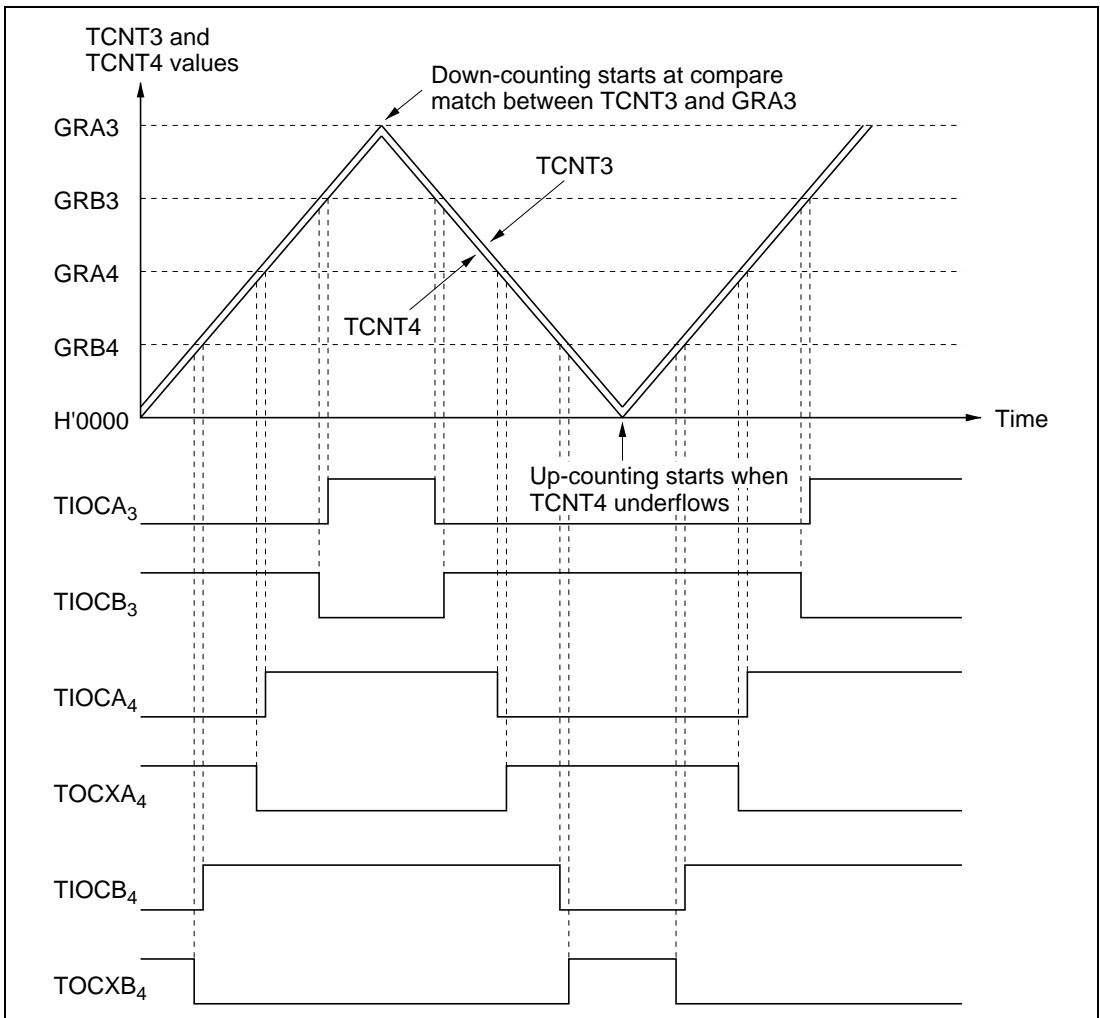 TCNT3 and
TCNT4 values
Down-counting starts at compare
match between TCNT3 and GRA3
GRA3
TCNT3
GRB3
GRA4
TCNT4
GRB4
H'0000
Time
Up-counting starts when
TCNT4 underflows
TIOCA3
TIOCB3
TIOCA4
TOCXA4
TIOCB4
TOCXB4